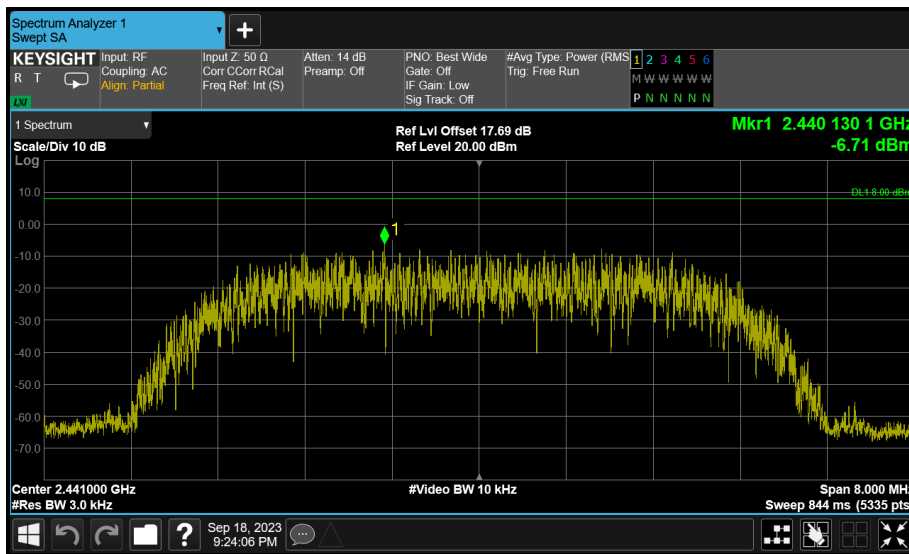 Spectrum Analyzer 1
Swept SA
+
KEYSIGHT Input: RF Input Z: 50 Ω Atten: 14 dB PNO: Best Wide #Avg Type: Power (RMS 1 2 3 4 5 6
R T Coupling: AC Corr CCorr RCal Preamp: Off Gate: Off Trig: Free Run M W W W W W
Align: Partial Freq Ref: Int (S) IF Gain: Low
LXI Sig Track: Off P N N N N N
1 Spectrum Ref Lvl Offset 17.69 dB Mkr1 2.440 130 1 GHz
Scale/Div 10 dB Ref Level 20.00 dBm -6.71 dBm
Log
10.0 DL1 8.00 dBm
0.00 1
-10.0
-20.0
-30.0
-40.0
-50.0
-60.0
-70.0
Center 2.441000 GHz #Video BW 10 kHz Span 8.000 MHz
#Res BW 3.0 kHz Sweep 844 ms (5335 pts
? Sep 18, 2023
9:24:06 PM